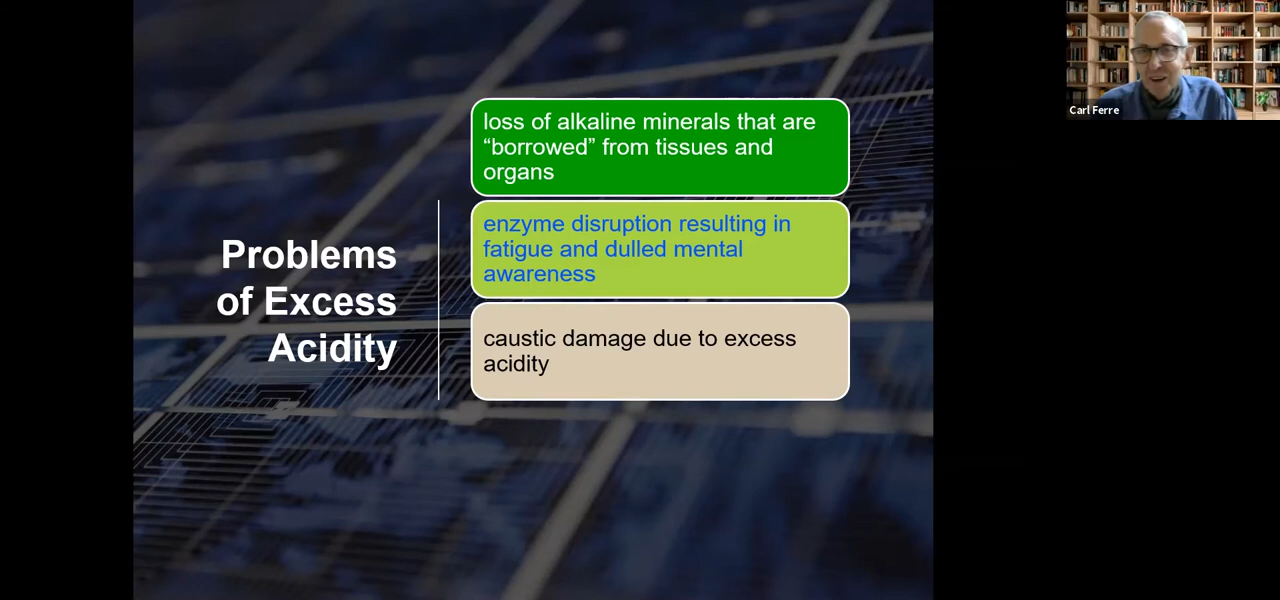 Problems
of Excess
Acidity
loss of alkaline minerals that are
“borrowed” from tissues and
organs
enzyme disruption resulting in
fatigue and dulled mental
awareness
caustic damage due to excess
acidity
Carl Ferre